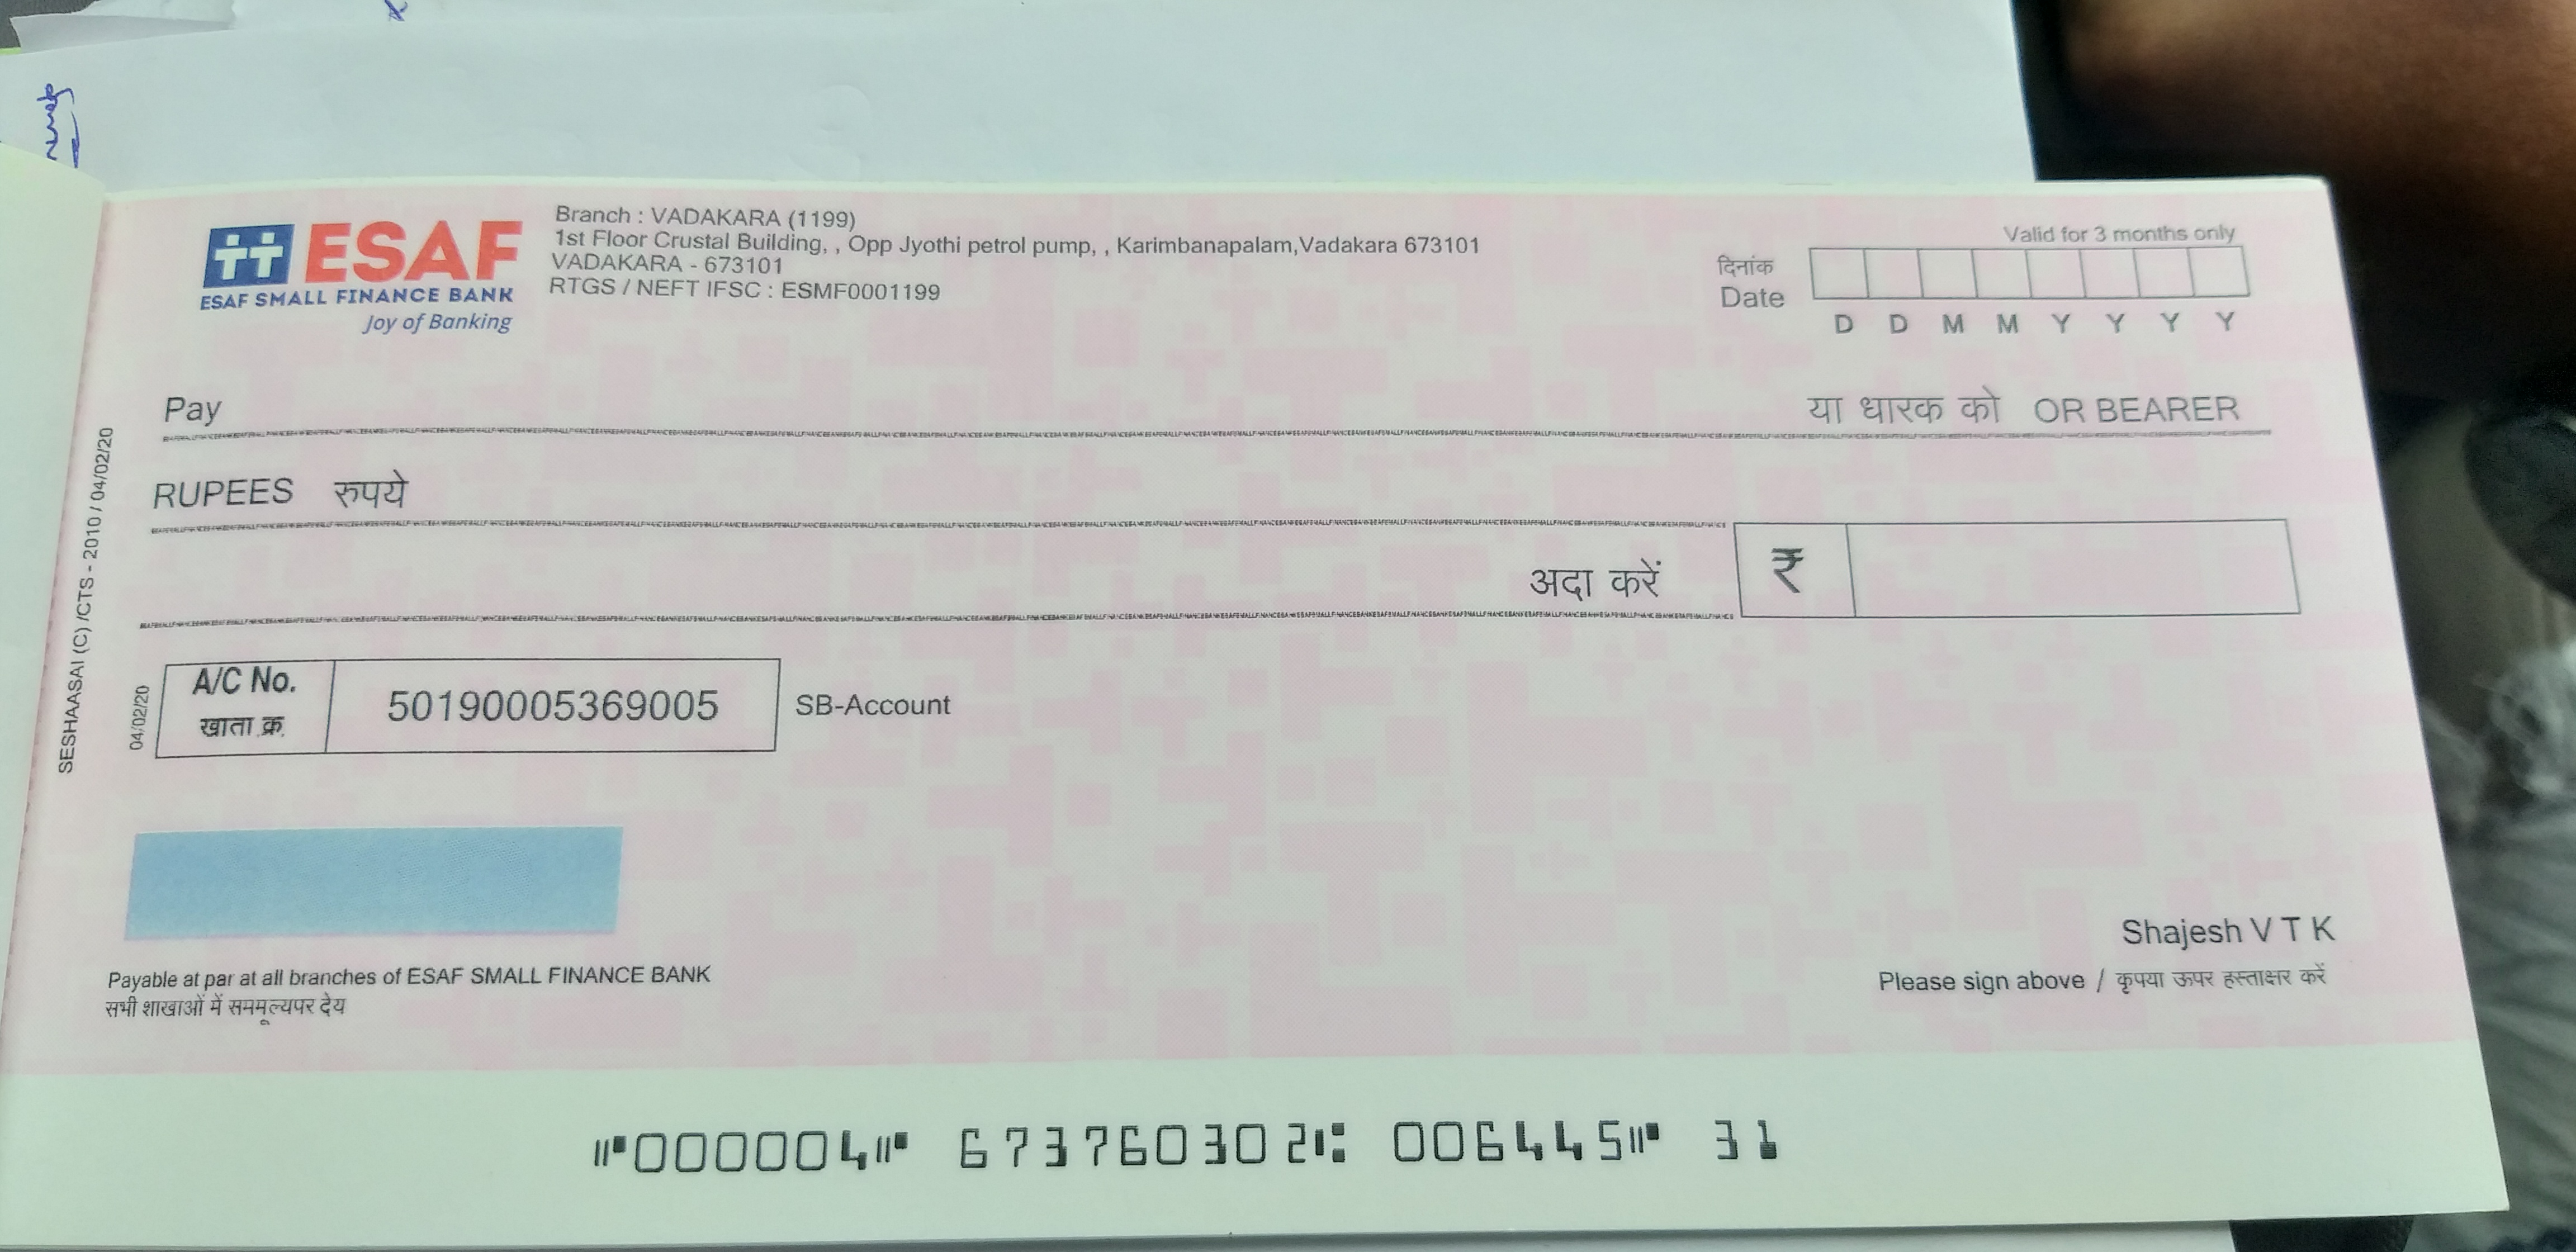 ESAF
ESAF SMALL FINANCE BANK
Joy of Banking
Branch : VADAKARA (1199)
1st Floor Crustal Building, , Opp Jyothi petrol pump, , Karimbanapalam,Vadakara 673101
VADAKARA - 673101
RTGS / NEFT IFSC : ESMF0001199
Valid for 3 months only
दिनांक
Date
D D M M Y Y Y Y
Pay
या धारक को OR BEARER
RUPEES रुपये
अदा करें
₹
SESHAASAI (C) /CTS - 2010 / 04/02/20
04/02/20
A/C No.
खाता क्र.
50190005369005
SB-Account
Payable at par at all branches of ESAF SMALL FINANCE BANK
सभी शाखाओं में सममूल्यपर देय
Shajesh V T K
Please sign above / कृपया ऊपर हस्ताक्षर करें
⑈000004⑈ 673760302⑆ 006445⑈ 31